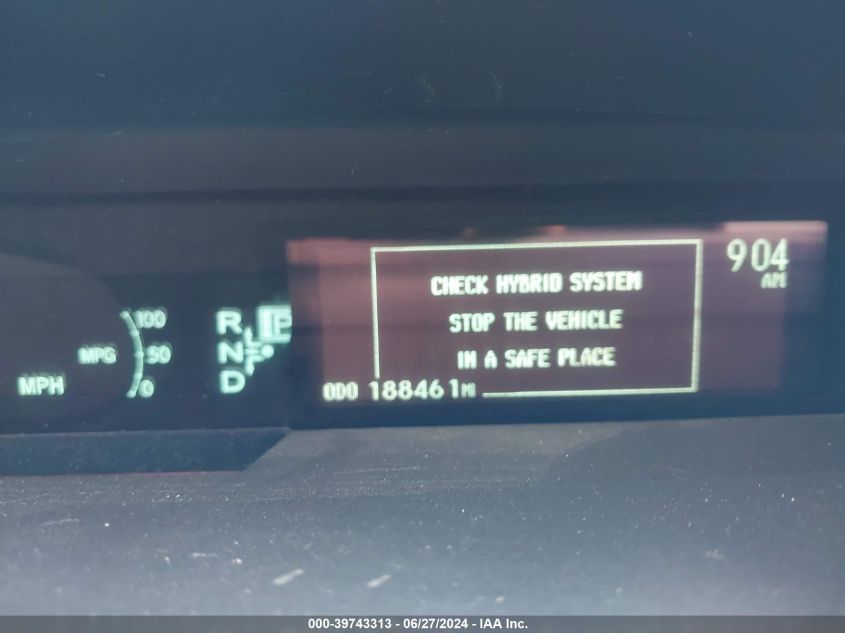 904
AM
CHECK HYBRID SYSTEM
STOP THE VEHICLE
IN A SAFE PLACE
ODO 188461 MI
100
MPG 50
0
MPH
R P
N
D
000-39743313 - 06/27/2024 - IAA Inc.